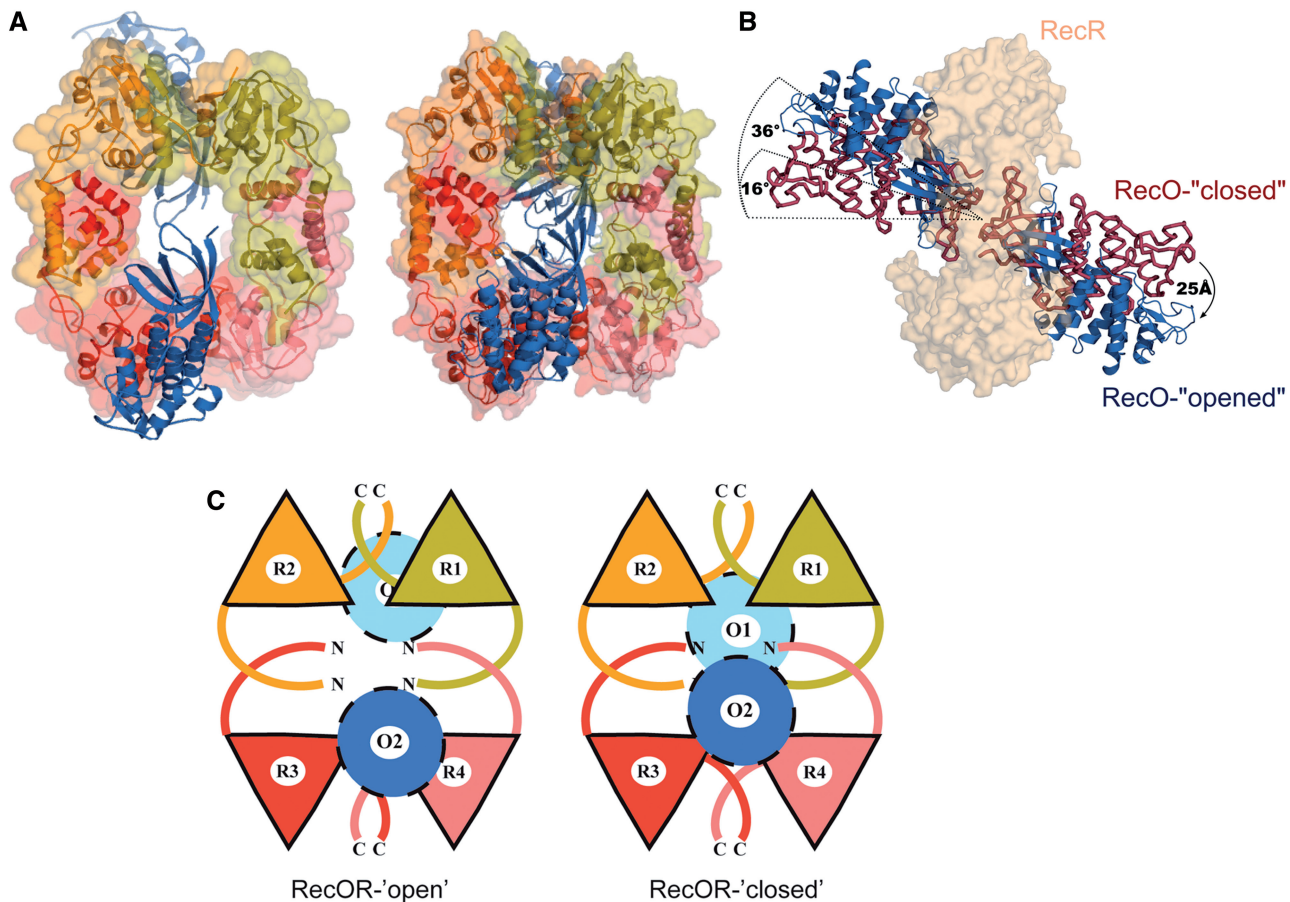 A
B
RecR
36°
16°
RecO-"closed"
25Å
RecO-"opened"
C
C C
R2
O
R1
N N
N N
O2
R3
R4
C C
RecOR-'open'
C C
R2
R1
O1
N N
O2
R3
R4
C C
RecOR-'closed'